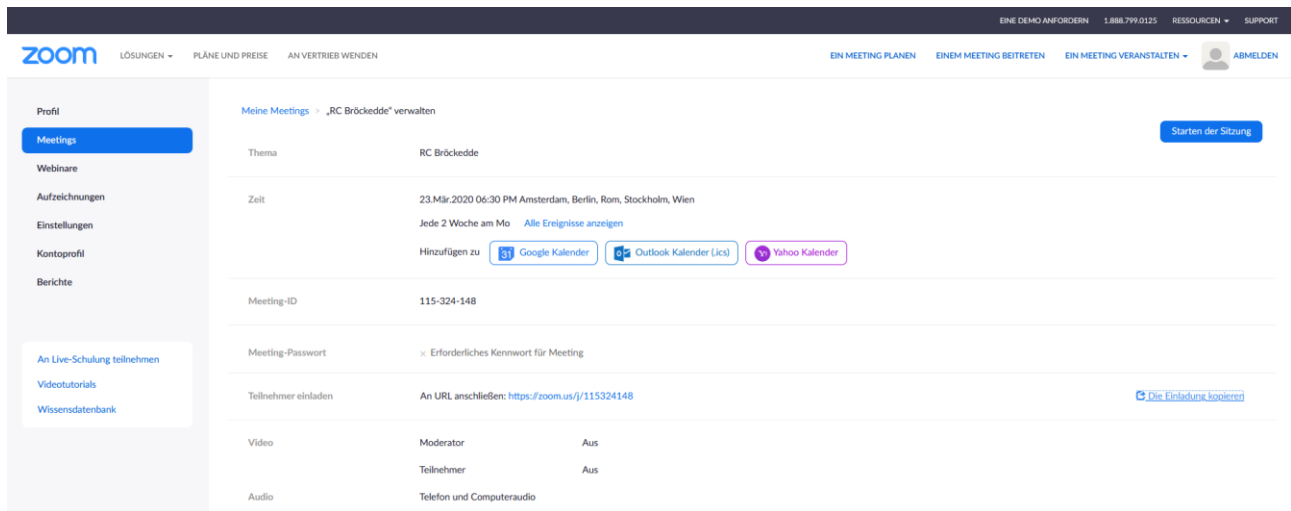 EINE DEMO ANFORDERN 1.888.799.0125 RESSOURCEN SUPPORT
zoom LÖSUNGEN PLÄNE UND PREISE AN VERTRIEB WENDEN EIN MEETING PLANEN EINEM MEETING BEITRETEN EIN MEETING VERANSTALTEN ABMELDEN
Profil
Meetings
Webinare
Aufzeichnungen
Einstellungen
Kontoprofil
Berichte
An Live-Schulung teilnehmen
Videotutorials
Wissensdatenbank
Meine Meetings > „RC Bröckedde“ verwalten
Starten der Sitzung
Thema RC Bröckedde
Zeit 23.Mär.2020 06:30 PM Amsterdam, Berlin, Rom, Stockholm, Wien
Jede 2 Woche am Mo Alle Ereignisse anzeigen
Hinzufügen zu 31 Google Kalender Outlook Kalender (.ics) Yahoo Kalender
Meeting-ID 115-324-148
Meeting-Passwort × Erforderliches Kennwort für Meeting
Teilnehmer einladen An URL anschließen: https://zoom.us/j/115324148 Die Einladung kopieren
Video Moderator Aus
Teilnehmer Aus
Audio Telefon und Computeraudio